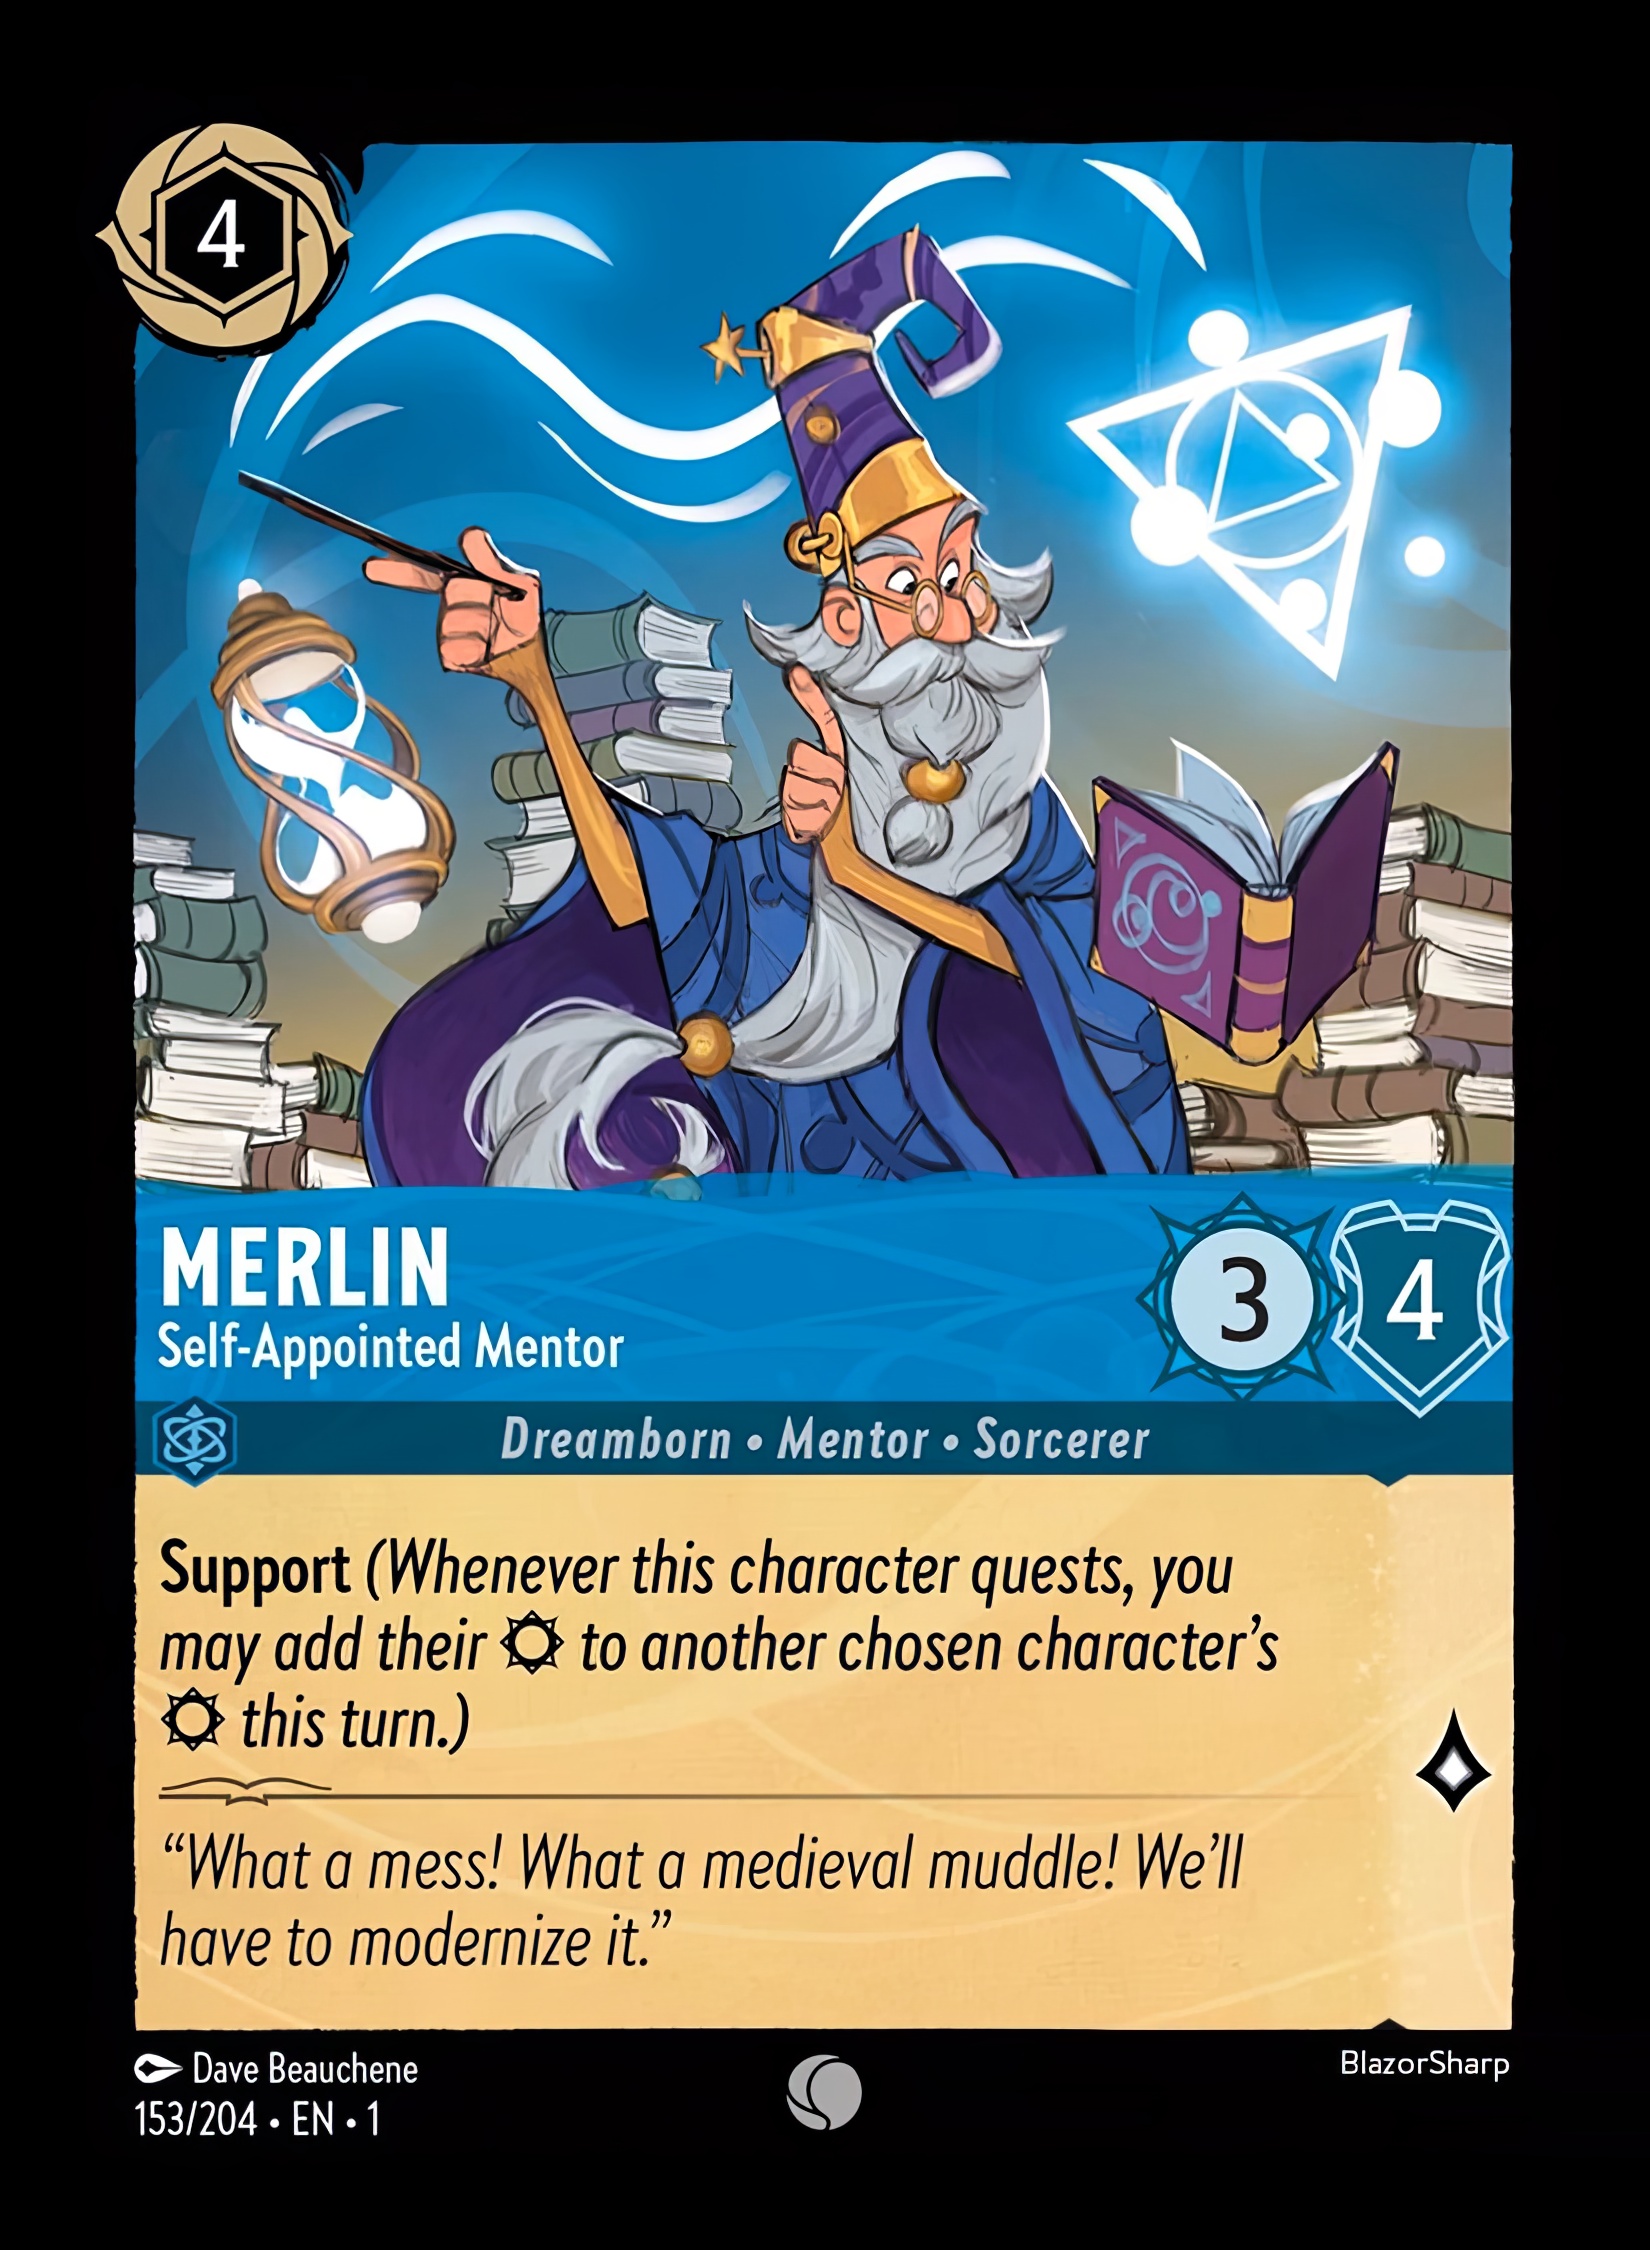 4
MERLIN
Self-Appointed Mentor
3
4
Dreamborn • Mentor • Sorcerer
Support (Whenever this character quests, you
may add their to another chosen character’s
this turn.)
“What a mess! What a medieval muddle! We’ll
have to modernize it.”
Dave Beauchene
BlazorSharp
153/204 • EN • 1